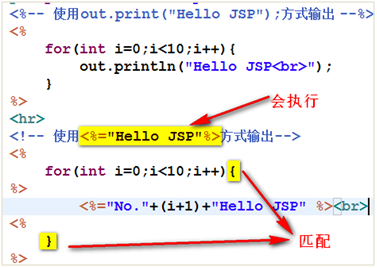 <%-- 使用out.print("Hello JSP");方式输出 --%>
<%
for(int i=0;i<10;i++){
out.println("Hello JSP<br>");
}
%>
会执行
<hr>
<!-- 使用<%="Hello JSP"%>方式输出-->
<%
for(int i=0;i<10;i++){
%>
<%="No."+(i+1)+"Hello JSP" %><br>
<%
}
匹配
%>